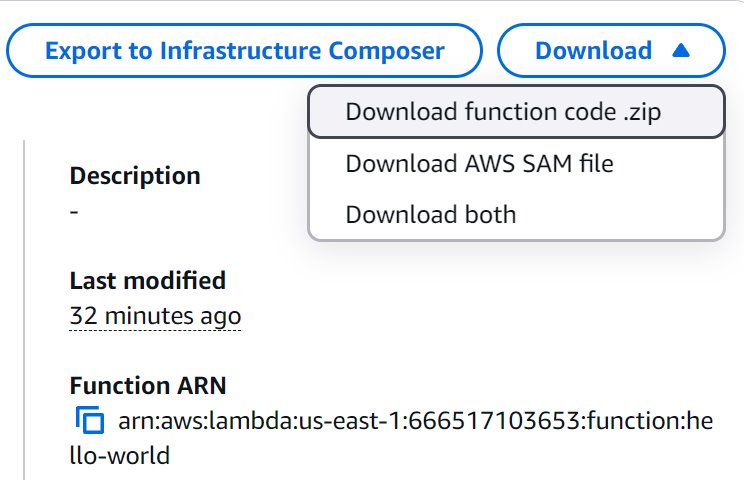 Export to Infrastructure Composer
Download
Download function code .zip
Download AWS SAM file
Download both
Description
-
Last modified
32 minutes ago
Function ARN
arn:aws:lambda:us-east-1:666517103653:function:he
llo-world